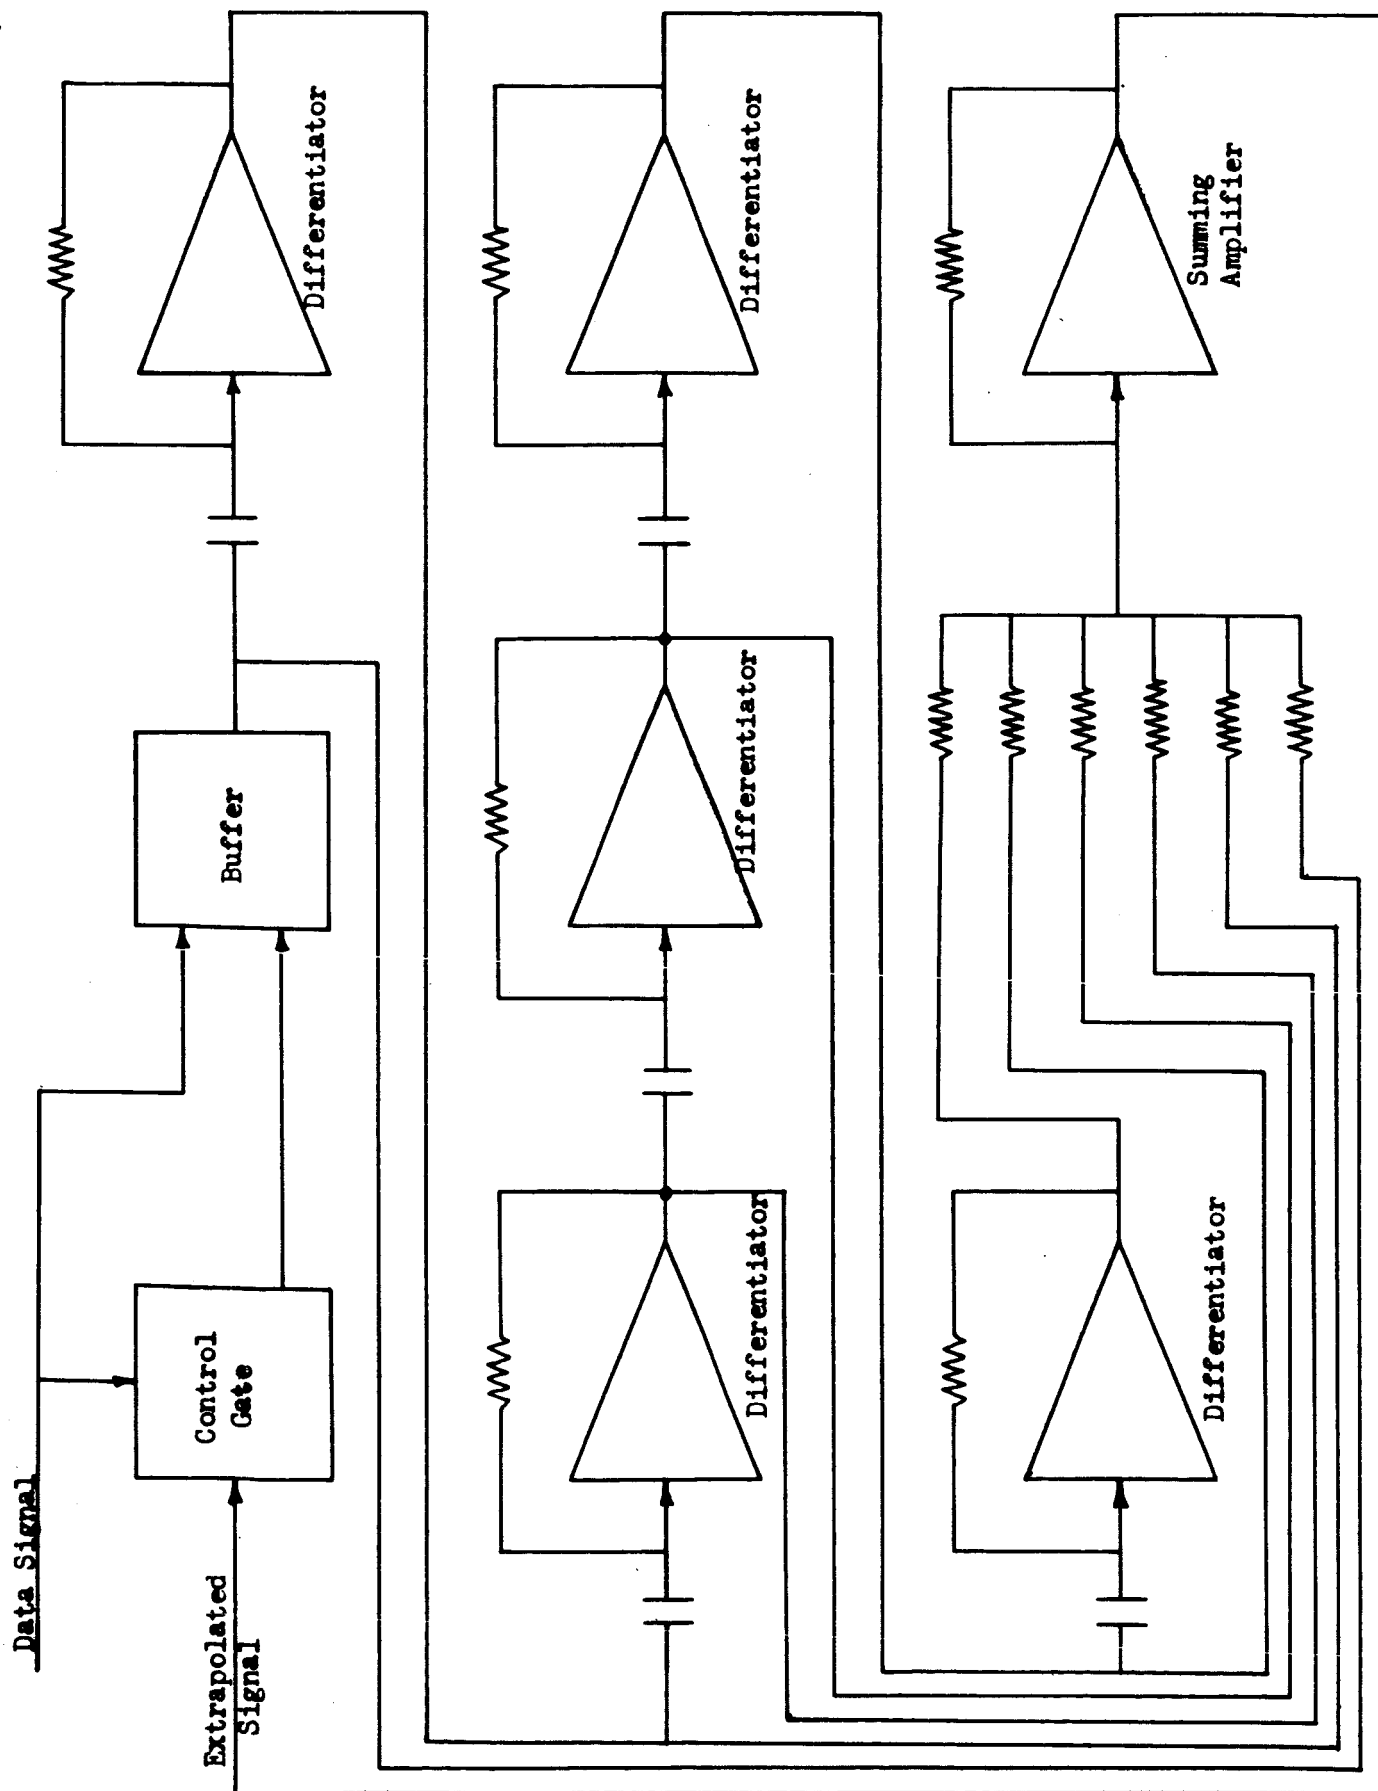 Data Signal
Extrapolated
Signal
Control
Gate
Buffer
Differentiator
Differentiator
Differentiator
Differentiator
Differentiator
Summing
Amplifier